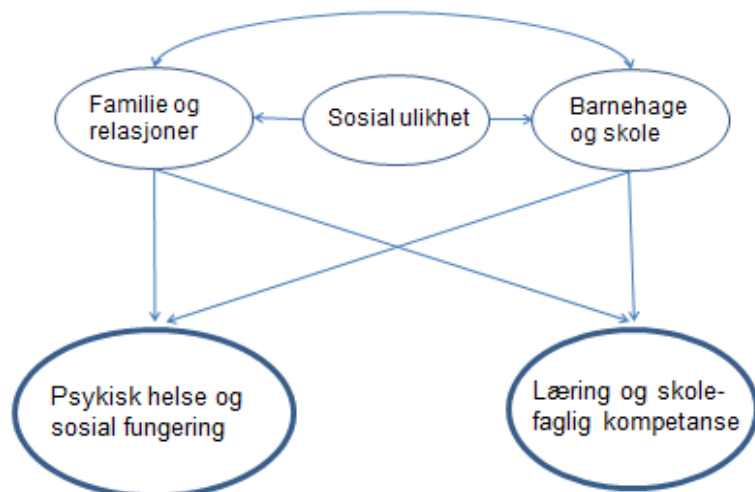 Familie og
relasjoner
Sosial ulikhet
Barnehage
og skole
Psykisk helse og
sosial fungering
Læring og skole-
faglig kompetanse